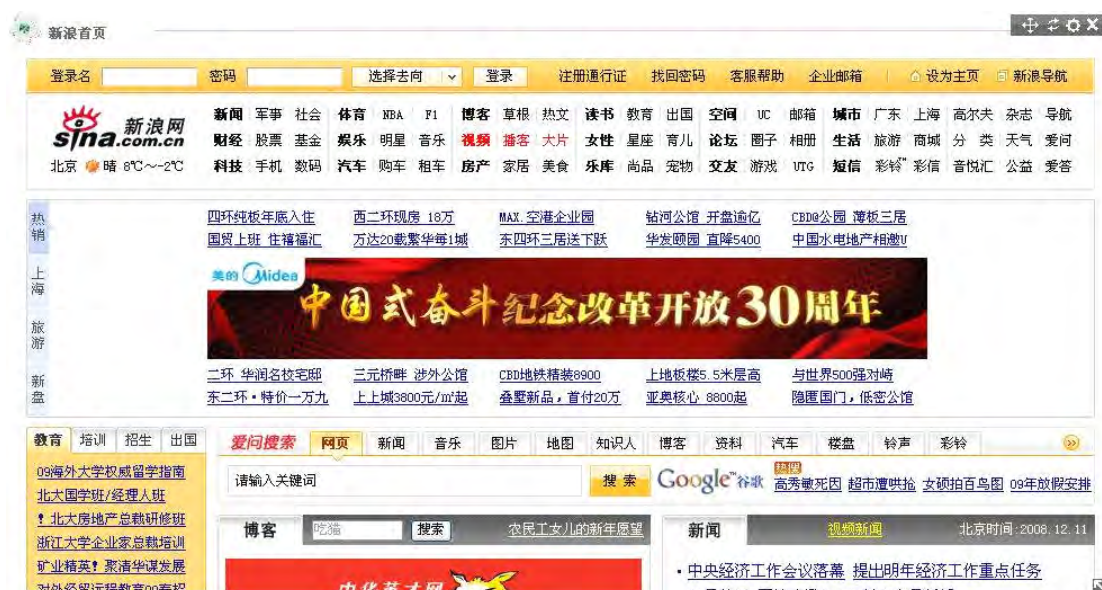 新浪首页
登录名 密码 选择去向 登录 注册通行证 找回密码 客服帮助 企业邮箱 设为主页 新浪导航
sina 新浪网
.com.cn
北京 晴 8℃~-2℃
新闻 军事 社会 体育 NBA F1 博客 草根 热文 读书 教育 出国 空间 UC 邮箱 城市 广东 上海 高尔夫 杂志 导航
财经 股票 基金 娱乐 明星 音乐 视频 播客 大片 女性 星座 育儿 论坛 圈子 相册 生活 旅游 商城 分 类 天气 爱问
科技 手机 数码 汽车 购车 租车 房产 家居 美食 乐库 尚品 宠物 交友 游戏 UTG 短信 彩铃 彩信 音悦汇 公益 爱答
热销
上海
旅游
新盘
四环纯板年底入住 西二环现房 18万 MAX.空港企业园 钻河公馆 开盘逾亿 CBD@公园 薄板三居
国贸上班 住禧福汇 万达20载繁华每1城 东四环三居送下跃 华发颐园 直降5400 中国水电地产相邀U
美的 Midea
中国式奋斗纪念改革开放30周年
二环 华润名校宅邸 三元桥畔 涉外公馆 CBD地铁精装8900 上地板楼5.5米层高 与世界500强对峙
东二环·特价一万九 上上城3800元/㎡起 叠墅新品,首付20万 亚奥核心 8800起 隐匿国门,低密公馆
教育 培训 招生 出国
09海外大学权威留学指南
北大国学班/经理人班
!北大房地产总裁研修班
浙江大学企业家总裁培训
矿业精英!聚清华谋发展
对外经贸远程教育09春招
爱问搜索 网页 新闻 音乐 图片 地图 知识人 博客 资料 汽车 楼盘 铃声 彩铃
请输入关键词 搜 索 Google™谷歌 热搜 高秀敏死因 超市遭哄抢 女硕拍百鸟图 09年放假安排
博客 吃猫 搜索 农民工女儿的新年愿望
中华英才网
新闻 视频新闻 北京时间:2008.12.11
·中央经济工作会议落幕 提出明年经济工作重点任务